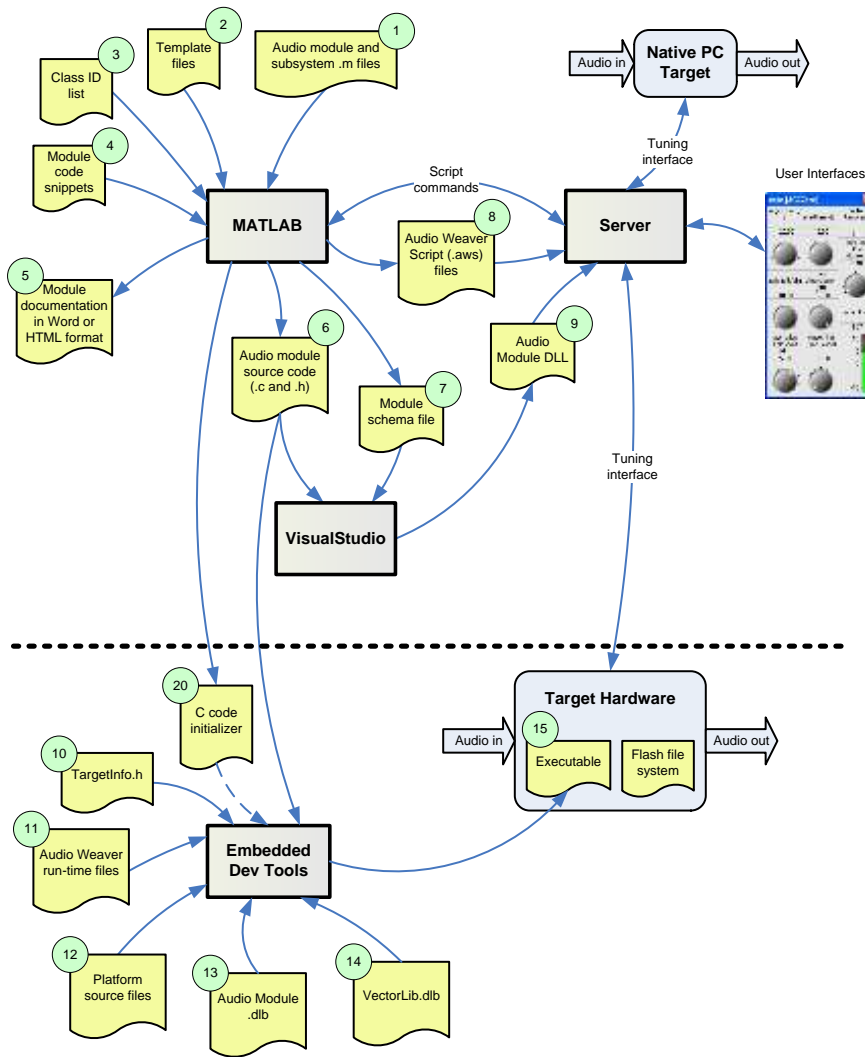 1
Audio module and
subsystem .m files
2
Template
files
3
Class ID
list
4
Module
code
snippets
5
Module
documentation
in Word or
HTML format
MATLAB
Script
commands
8
Audio Weaver
Script (.aws)
files
Server
Tuning
interface
Audio in
Native PC
Target
Audio out
User Interfaces
6
Audio module
source code
(.c and .h)
7
Module
schema file
9
Audio
Module DLL
VisualStudio
Tuning
interface
20
C code
initializer
10
TargetInfo.h
11
Audio Weaver
run-time files
12
Platform
source files
13
Audio Module
.dlb
14
VectorLib.dlb
Embedded
Dev Tools
Target Hardware
Audio in
15
Executable
Flash file
system
Audio out